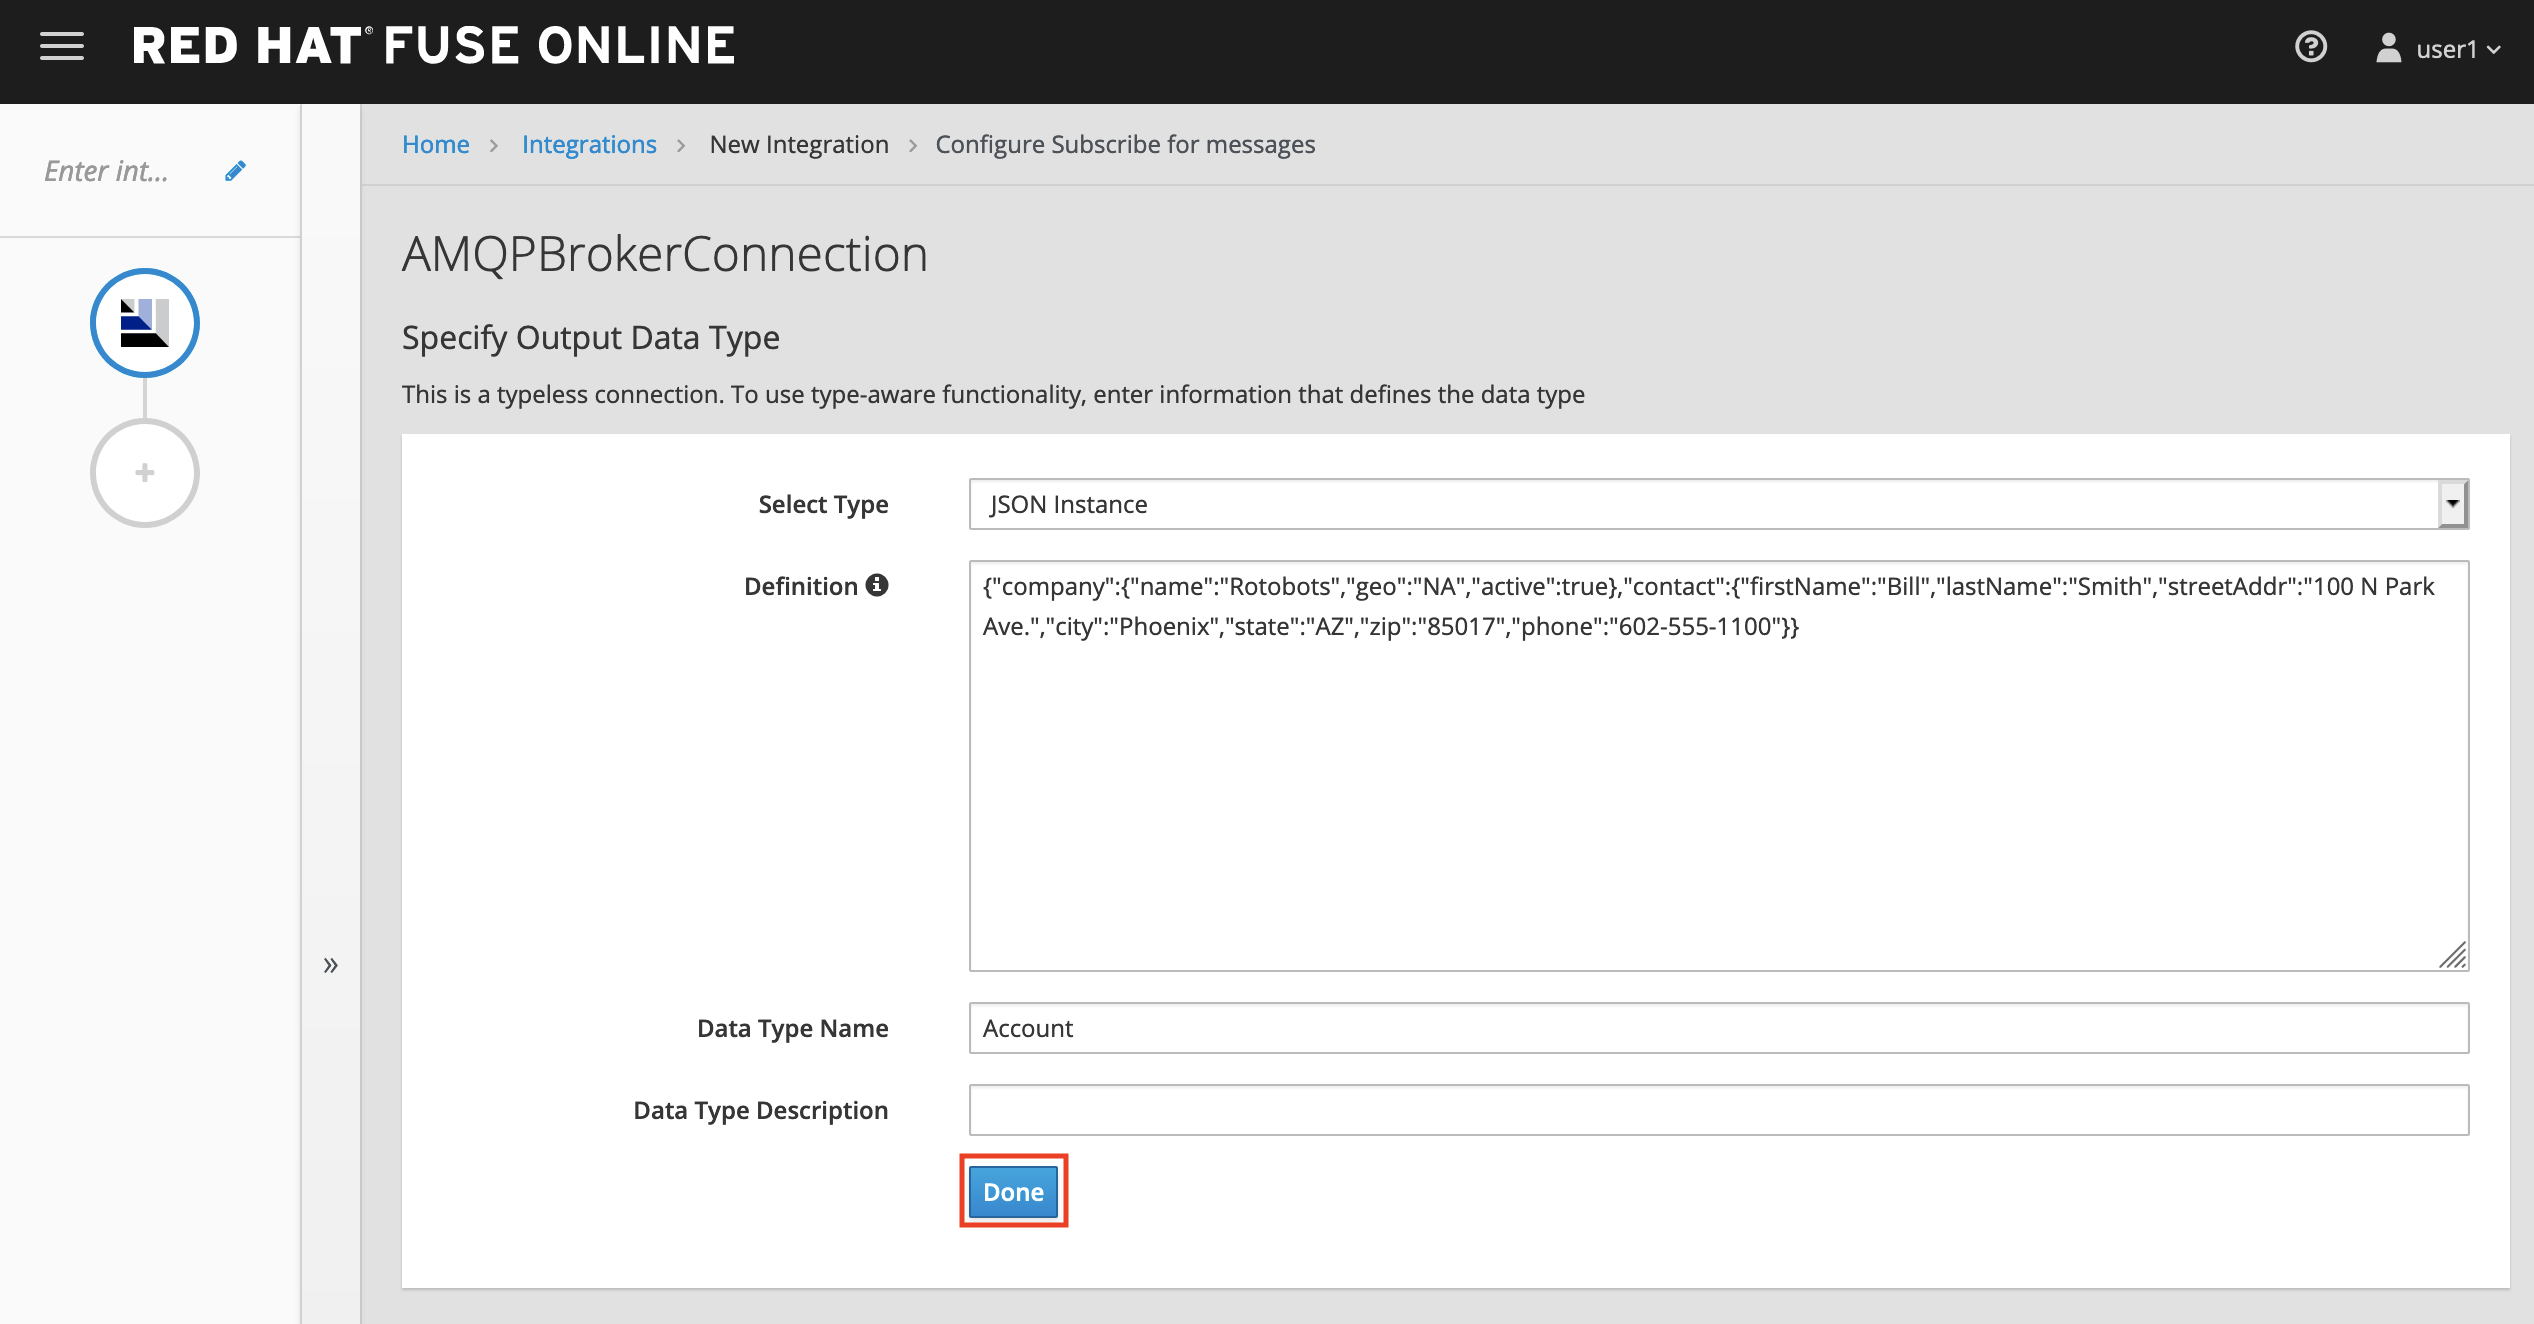 RED HAT® FUSE ONLINE
user1
Enter int...
Home > Integrations > New Integration > Configure Subscribe for messages
AMQPBrokerConnection
Specify Output Data Type
This is a typeless connection. To use type-aware functionality, enter information that defines the data type
Select Type
JSON Instance
Definition
{"company":{"name":"Rotobots","geo":"NA","active":true},"contact":{"firstName":"Bill","lastName":"Smith","streetAddr":"100 N Park
Ave.","city":"Phoenix","state":"AZ","zip":"85017","phone":"602-555-1100"}}
»
Data Type Name
Account
Data Type Description
Done